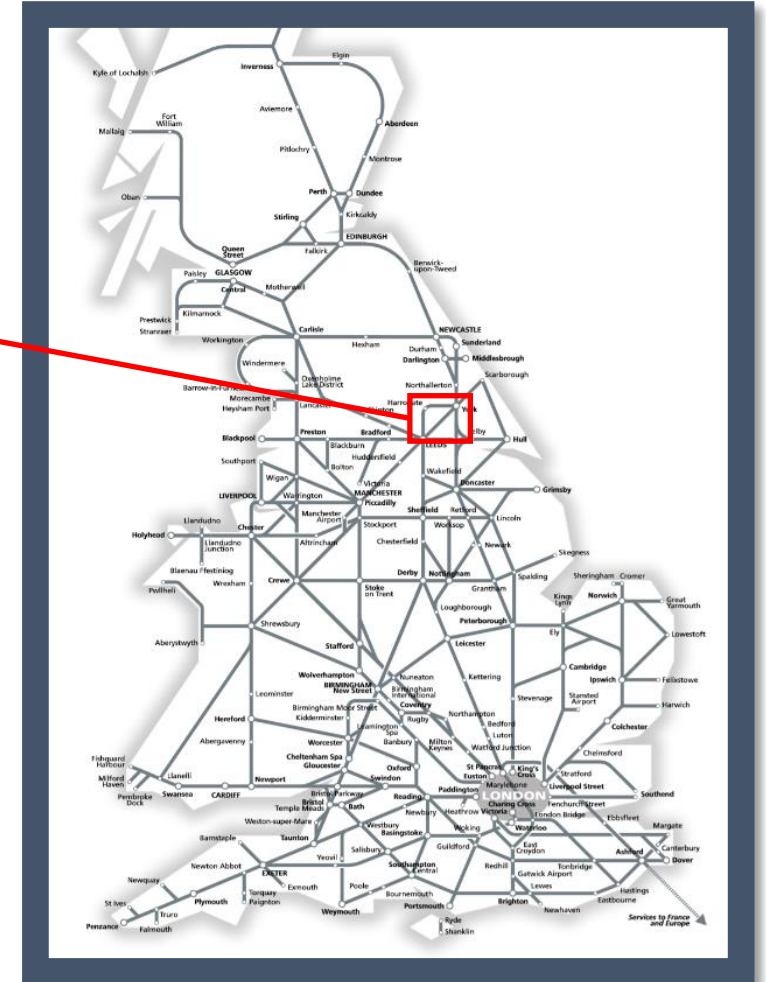 Elgin
Inverness
Kyle of Lochalsh
Aviemore
Fort
William
Mallaig
Aberdeen
Pitlochry
Montrose
Perth
Dundee
Oban
Stirling
Kirkcaldy
EDINBURGH
Queen
Street
Falkirk
Berwick-
upon-Tweed
Paisley
GLASGOW
Central
Motherwell
Prestwick
Kilmarnock
Stranraer
Carlisle
NEWCASTLE
Workington
Hexham
Sunderland
Durham
Darlington
Middlesbrough
Windermere
Scarborough
Oxenholme
Lake District
Northallerton
Morecambe
Heysham Port
Lancaster
Blackpool
Preston
Bradford
LEEDS
Hull
Blackburn
Huddersfield
Southport
Bolton
Wakefield
Wigan
Victoria
Doncaster
Grimsby
MANCHESTER
LIVERPOOL
Warrington
Piccadilly
Manchester
Airport
Sheffield
Retford
Llandudno
Stockport
Worksop
Lincoln
Chester
Holyhead
Llandudno
Junction
Altrincham
Chesterfield
Newark
Skegness
Blaenau Ffestiniog
Derby
Nottingham
Pwllheli
Wrexham
Crewe
Stoke
on Trent
Grantham
Spalding
Sheringham
Cromer
Kings
Lynn
Norwich
Great
Yarmouth
Loughborough
Peterborough
Aberystwyth
Shrewsbury
Ely
Lowestoft
Stafford
Leicester
Wolverhampton
Cambridge
BIRMINGHAM
New Street
Nuneaton
Kettering
Ipswich
Felixstowe
Birmingham
International
Leominster
Stevenage
Stansted
Airport
Harwich
Birmingham Moor Street
Coventry
Hereford
Kidderminster
Rugby
Northampton
Leamington
Spa
Bedford
Colchester
Abergavenny
Worcester
Banbury
Milton
Keynes
Luton
Watford Junction
Chelmsford
Fishguard
Harbour
Cheltenham Spa
Gloucester
Oxford
St Pancras
King's
Cross
Euston
Stratford
Milford
Haven
Llanelli
Newport
Swindon
Marylebone
Liverpool Street
Pembroke
Dock
Swansea
CARDIFF
Bristol Parkway
Reading
Paddington
LONDON
Southend
Bristol
Temple Meads
Bath
Charing Cross
Fenchurch Street
Newbury
Heathrow
Victoria
London Bridge
Ebbsfleet
Weston-super-Mare
Westbury
Basingstoke
Woking
Waterloo
Margate
Barnstaple
Taunton
Salisbury
Guildford
East
Croydon
Canterbury
Yeovil
Redhill
Tonbridge
Ashford
Dover
Newton Abbot
Southampton
Central
Gatwick Airport
Newquay
EXETER
Exmouth
Poole
Lewes
Hastings
St Ives
Torquay
Paignton
Bournemouth
Eastbourne
Plymouth
Weymouth
Portsmouth
Brighton
Newhaven
Truro
Penzance
Falmouth
Ryde
Shanklin
Services to France
and Europe